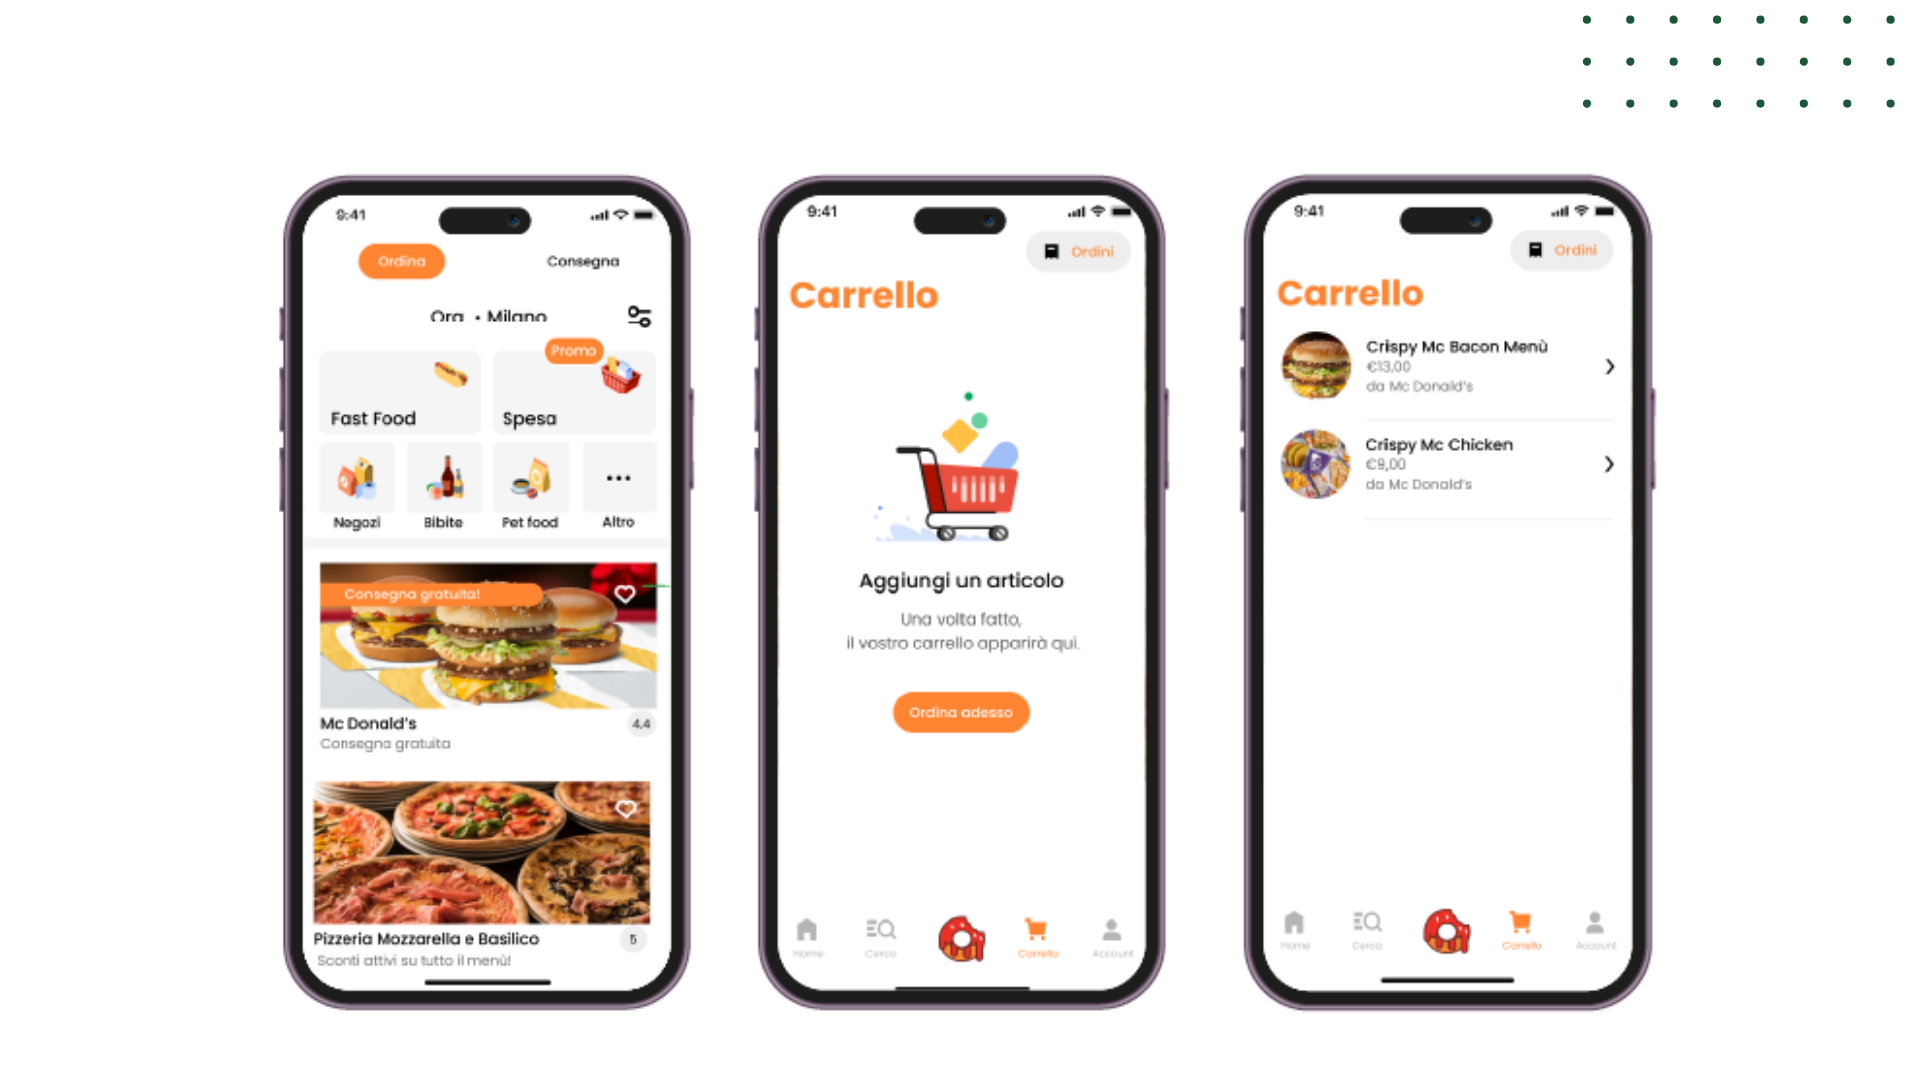 9:41
Ordina
Consegna
Ora • Milano
Promo
Fast Food
Spesa
Negozi
Bibite
Pet food
Altro
Consegna gratuita!
Mc Donald's
4.4
Consegna gratuita
Pizzeria Mozzarella e Basilico
5
Sconti attivi su tutto il menù!
9:41
Ordini
Carrello
Aggiungi un articolo
Una volta fatto,
il vostro carrello apparirà qui.
Ordina adesso
Home
Cerca
Carrello
Account
9:41
Ordini
Carrello
Crispy Mc Bacon Menù
€13,00
da Mc Donald's
Crispy Mc Chicken
€9,00
da Mc Donald's
Home
Cerca
Carrello
Account